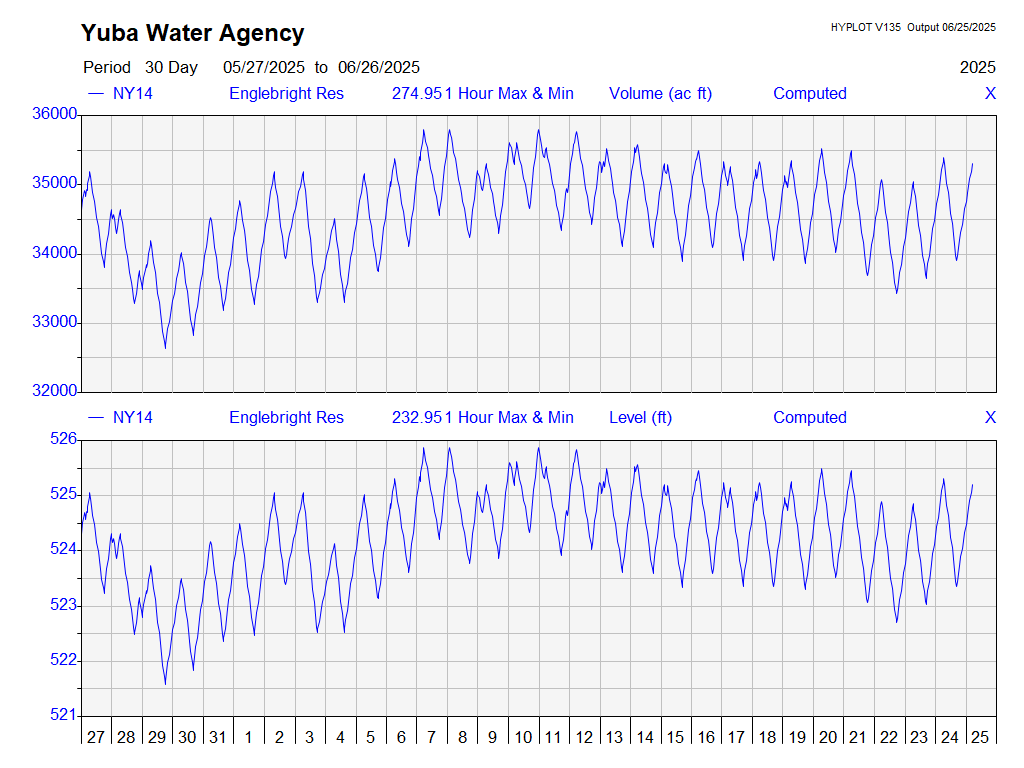 Yuba Water Agency
HYPLOT V135 Output 06/25/2025
Period 30 Day 05/27/2025 to 06/26/2025
2025
NY14 Englebright Res 274.951 Hour Max & Min Volume (ac ft) Computed X
36000
35000
34000
33000
32000
NY14 Englebright Res 232.951 Hour Max & Min Level (ft) Computed X
526
525
524
523
522
521
27 28 29 30 31 1 2 3 4 5 6 7 8 9 10 11 12 13 14 15 16 17 18 19 20 21 22 23 24 25